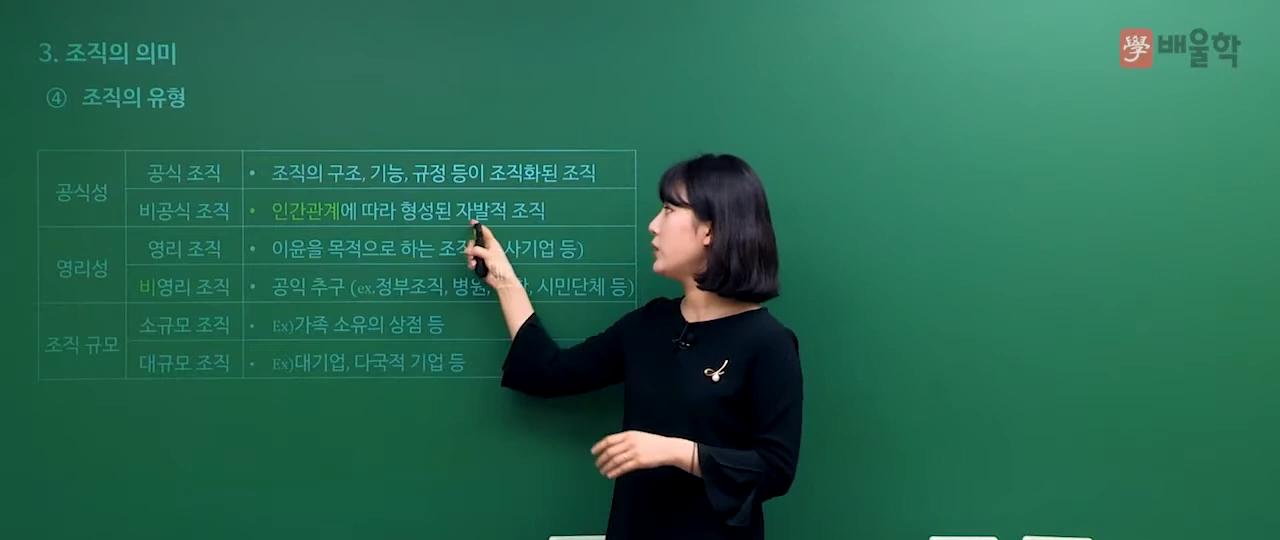 3. 조직의 의미
④ 조직의 유형
學 배울학
공식성
공식 조직 • 조직의 구조, 기능, 규정 등이 조직화된 조직
비공식 조직 • 인간관계에 따라 형성된 자발적 조직
영리성
영리 조직 • 이윤을 목적으로 하는 사기업 등)
비영리 조직 • 공익 추구 (ex.정부조직, 병원, 시민단체 등)
조직 규모
소규모 조직 • Ex)가족 소유의 상점 등
대규모 조직 • Ex)대기업, 다국적 기업 등